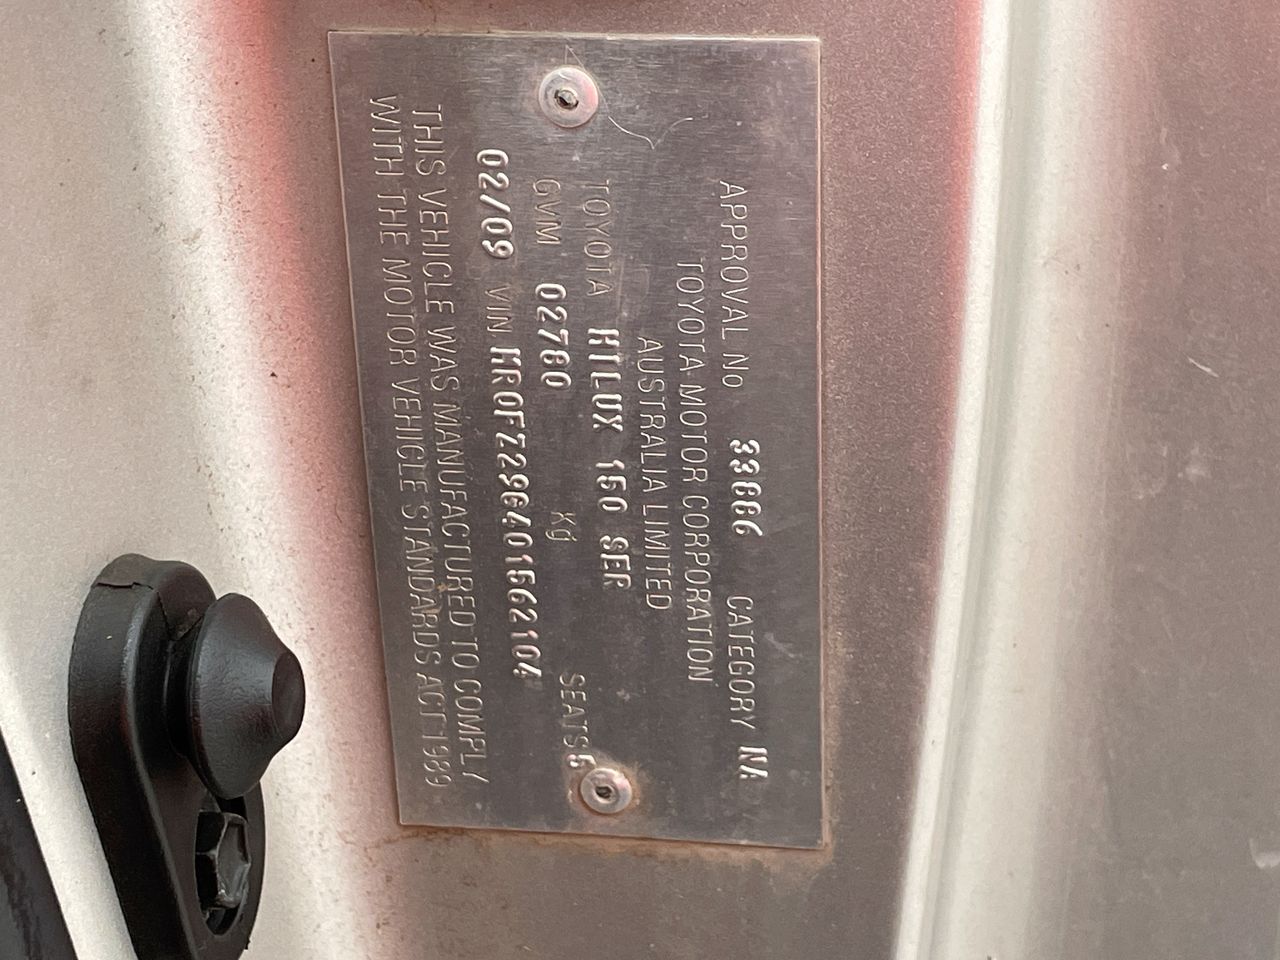 APPROVAL No 33886 CATEGORY NA
TOYOTA MOTOR CORPORATION
AUSTRALIA LIMITED
TOYOTA HILUX 150 SER
GVM 02780 Kg SEATS 5
02/09 VIN MR0FZ29G401562104
THIS VEHICLE WAS MANUFACTURED TO COMPLY
WITH THE MOTOR VEHICLE STANDARDS ACT 1989